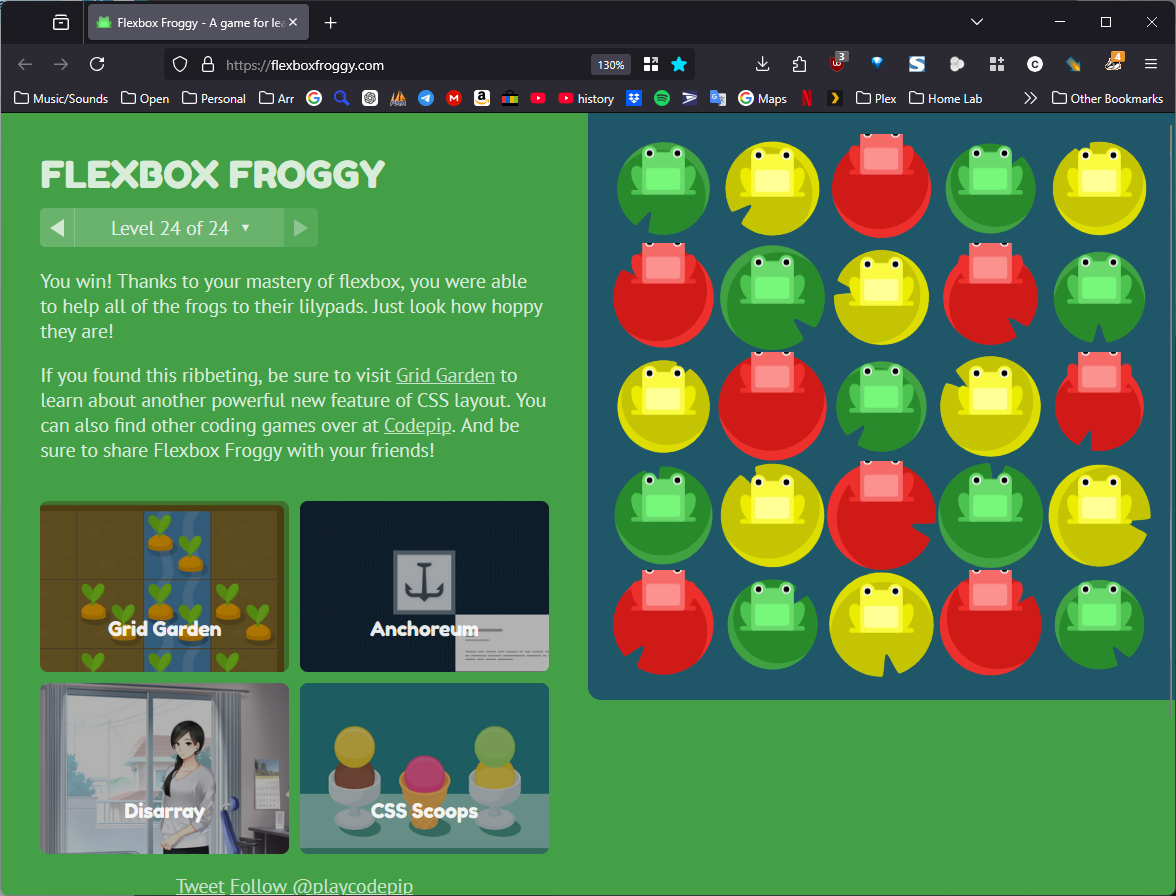 Flexbox Froggy - A game for lea
https://flexboxfroggy.com
130%
3
4
Music/Sounds
Open
Personal
Arr
history
Maps
Plex
Home Lab
Other Bookmarks
FLEXBOX FROGGY
Level 24 of 24
You win! Thanks to your mastery of flexbox, you were able
to help all of the frogs to their lilypads. Just look how hoppy
they are!
If you found this ribbeting, be sure to visit Grid Garden to
learn about another powerful new feature of CSS layout. You
can also find other coding games over at Codepip. And be
sure to share Flexbox Froggy with your friends!
Grid Garden
Anchoreum
Disarray
CSS Scoops
Tweet Follow @playcodepip